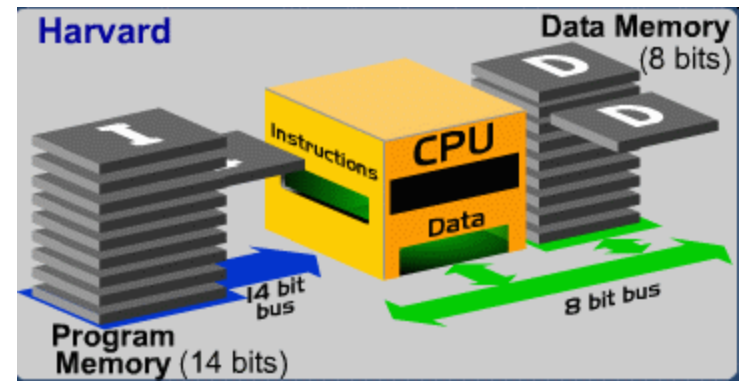 Harvard
Data Memory
(8 bits)
I
D
D
Instructions
CPU
Data
14 bit
bus
8 bit bus
Program
Memory (14 bits)